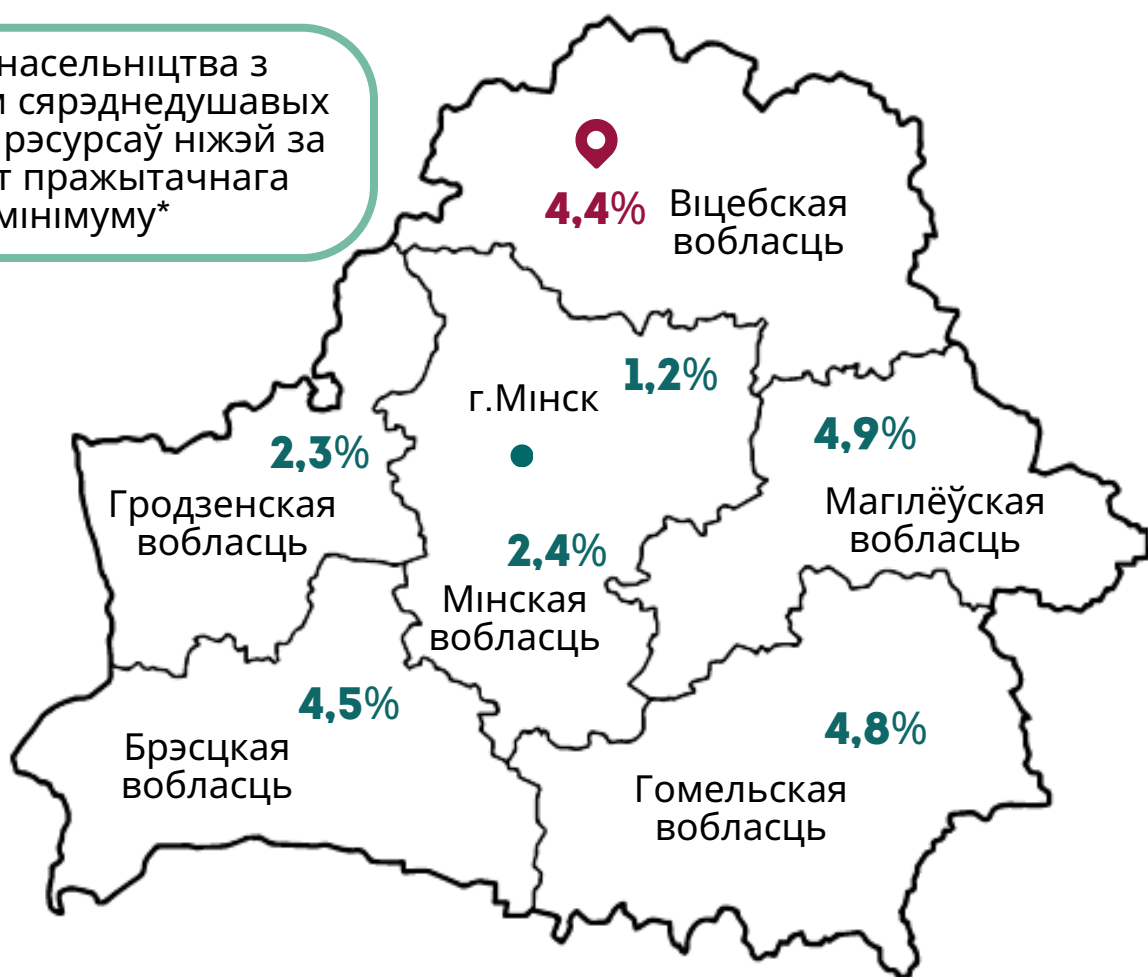 насельніцтва з
сярэднедушавых
рэсурсаў ніжэй за
пражытачнага
мінімуму*
4,4% Віцебская
вобласць
1,2%
г.Мінск
2,3%
Гродзенская
вобласць
4,9%
Магілёўская
вобласць
2,4%
Мінская
вобласць
4,5%
Брэсцкая
вобласць
4,8%
Гомельская
вобласць